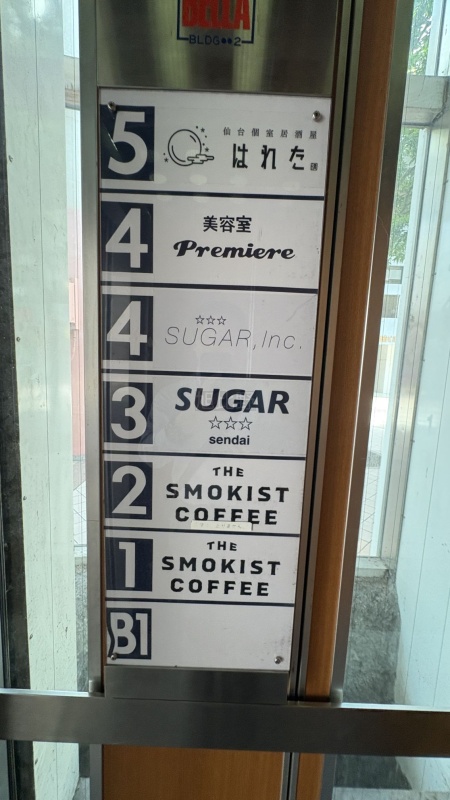 BELLA
BLDG••2
5
仙台個室居酒屋
はれた
4
美容室
Premiere
4
☆☆☆
SUGAR, Inc.
3
SUGAR
☆☆☆
sendai
2
THE
SMOKIST
COFFEE
1
THE
SMOKIST
COFFEE
B1